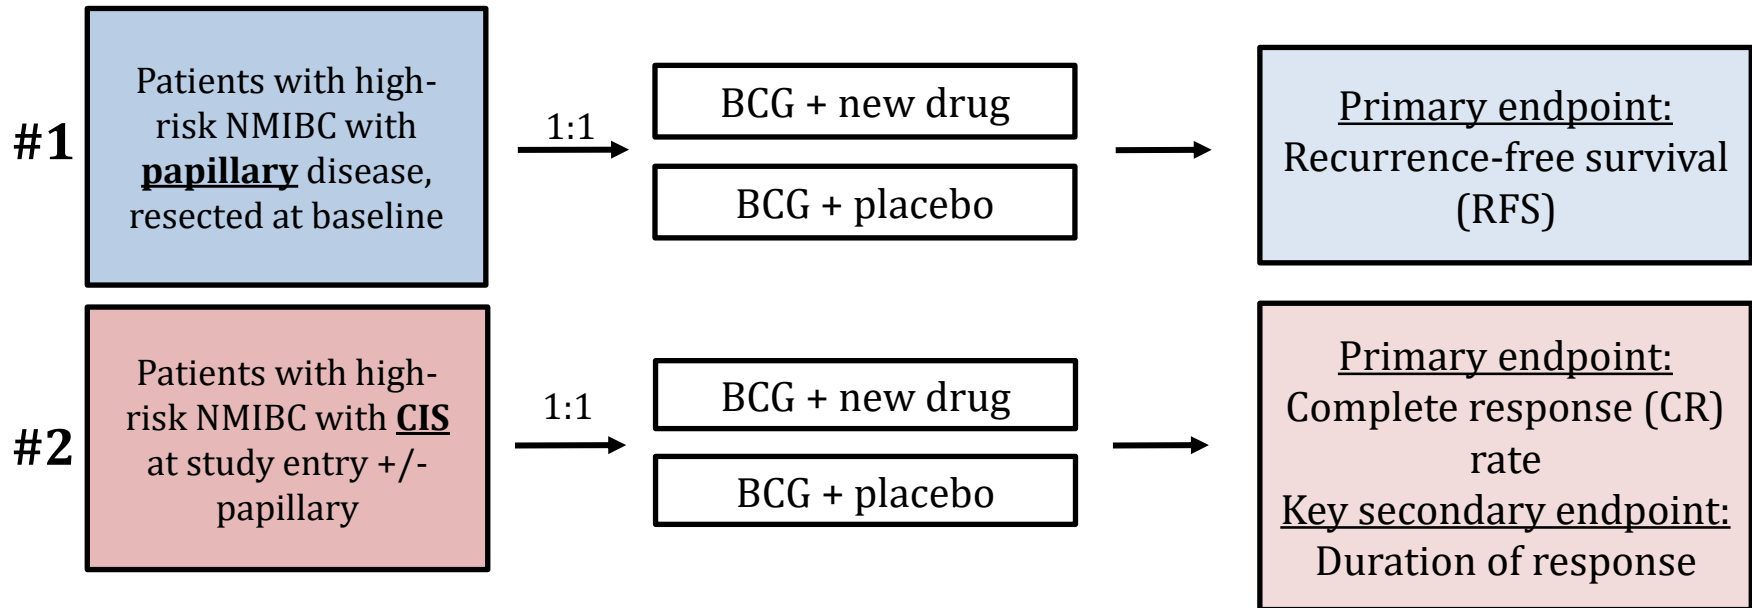 #1
Patients with high-
risk NMIBC with
papillary disease,
resected at baseline
1:1
BCG + new drug
BCG + placebo
Primary endpoint:
Recurrence-free survival
(RFS)
#2
Patients with high-
risk NMIBC with CIS
at study entry +/-
papillary
1:1
BCG + new drug
BCG + placebo
Primary endpoint:
Complete response (CR)
rate
Key secondary endpoint:
Duration of response